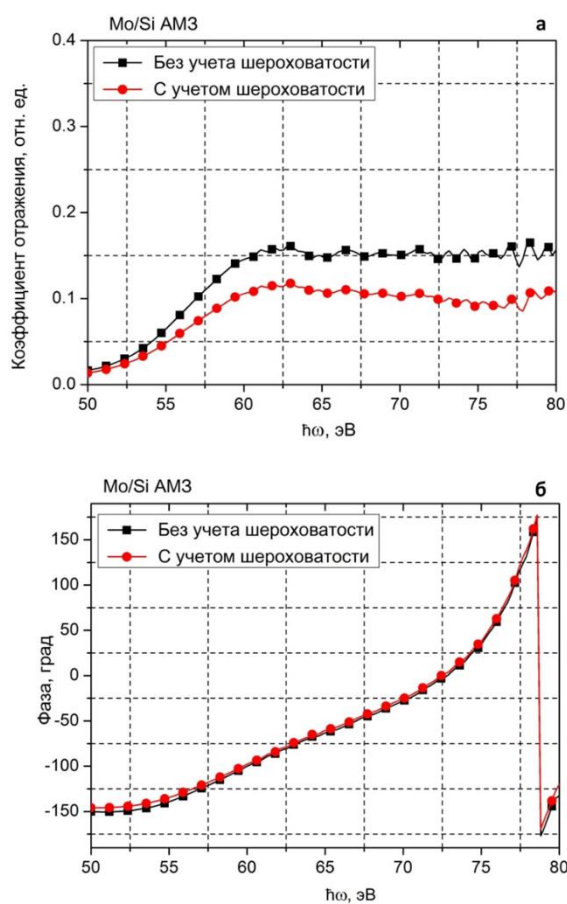 Mo/Si АМ3
а
Без учета шероховатости
С учетом шероховатости
Коэффициент отражения, отн. ед.
0.4
0.3
0.2
0.1
0.0
50 55 60 65 70 75 80
ħω, эВ
Mo/Si АМ3
б
Без учета шероховатости
С учетом шероховатости
Фаза, град
150
100
50
0
-50
-100
-150
50 55 60 65 70 75 80
ħω, эВ